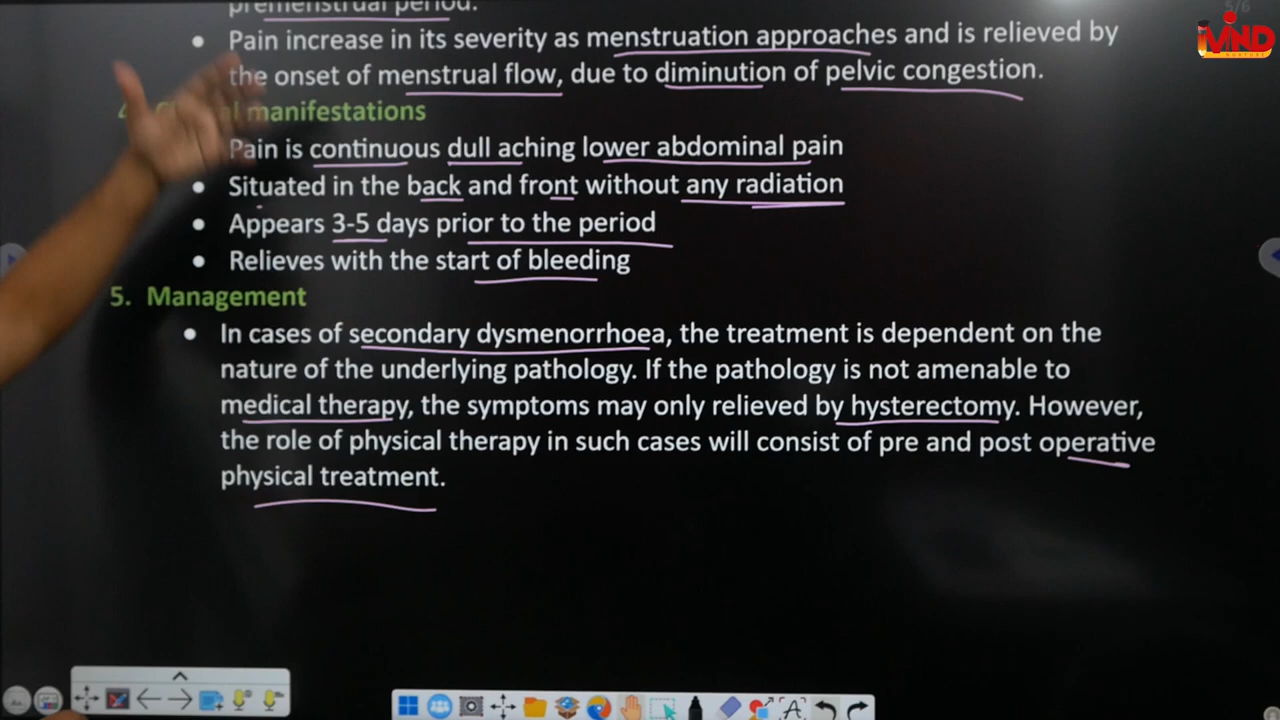 premenstrual period.
5/6
Pain increase in its severity as menstruation approaches and is relieved by
the onset of menstrual flow, due to diminution of pelvic congestion.
manifestations
Pain is continuous dull aching lower abdominal pain
Situated in the back and front without any radiation
Appears 3-5 days prior to the period
Relieves with the start of bleeding
5. Management
In cases of secondary dysmenorrhoea, the treatment is dependent on the
nature of the underlying pathology. If the pathology is not amenable to
medical therapy, the symptoms may only relieved by hysterectomy. However,
the role of physical therapy in such cases will consist of pre and post operative
physical treatment.